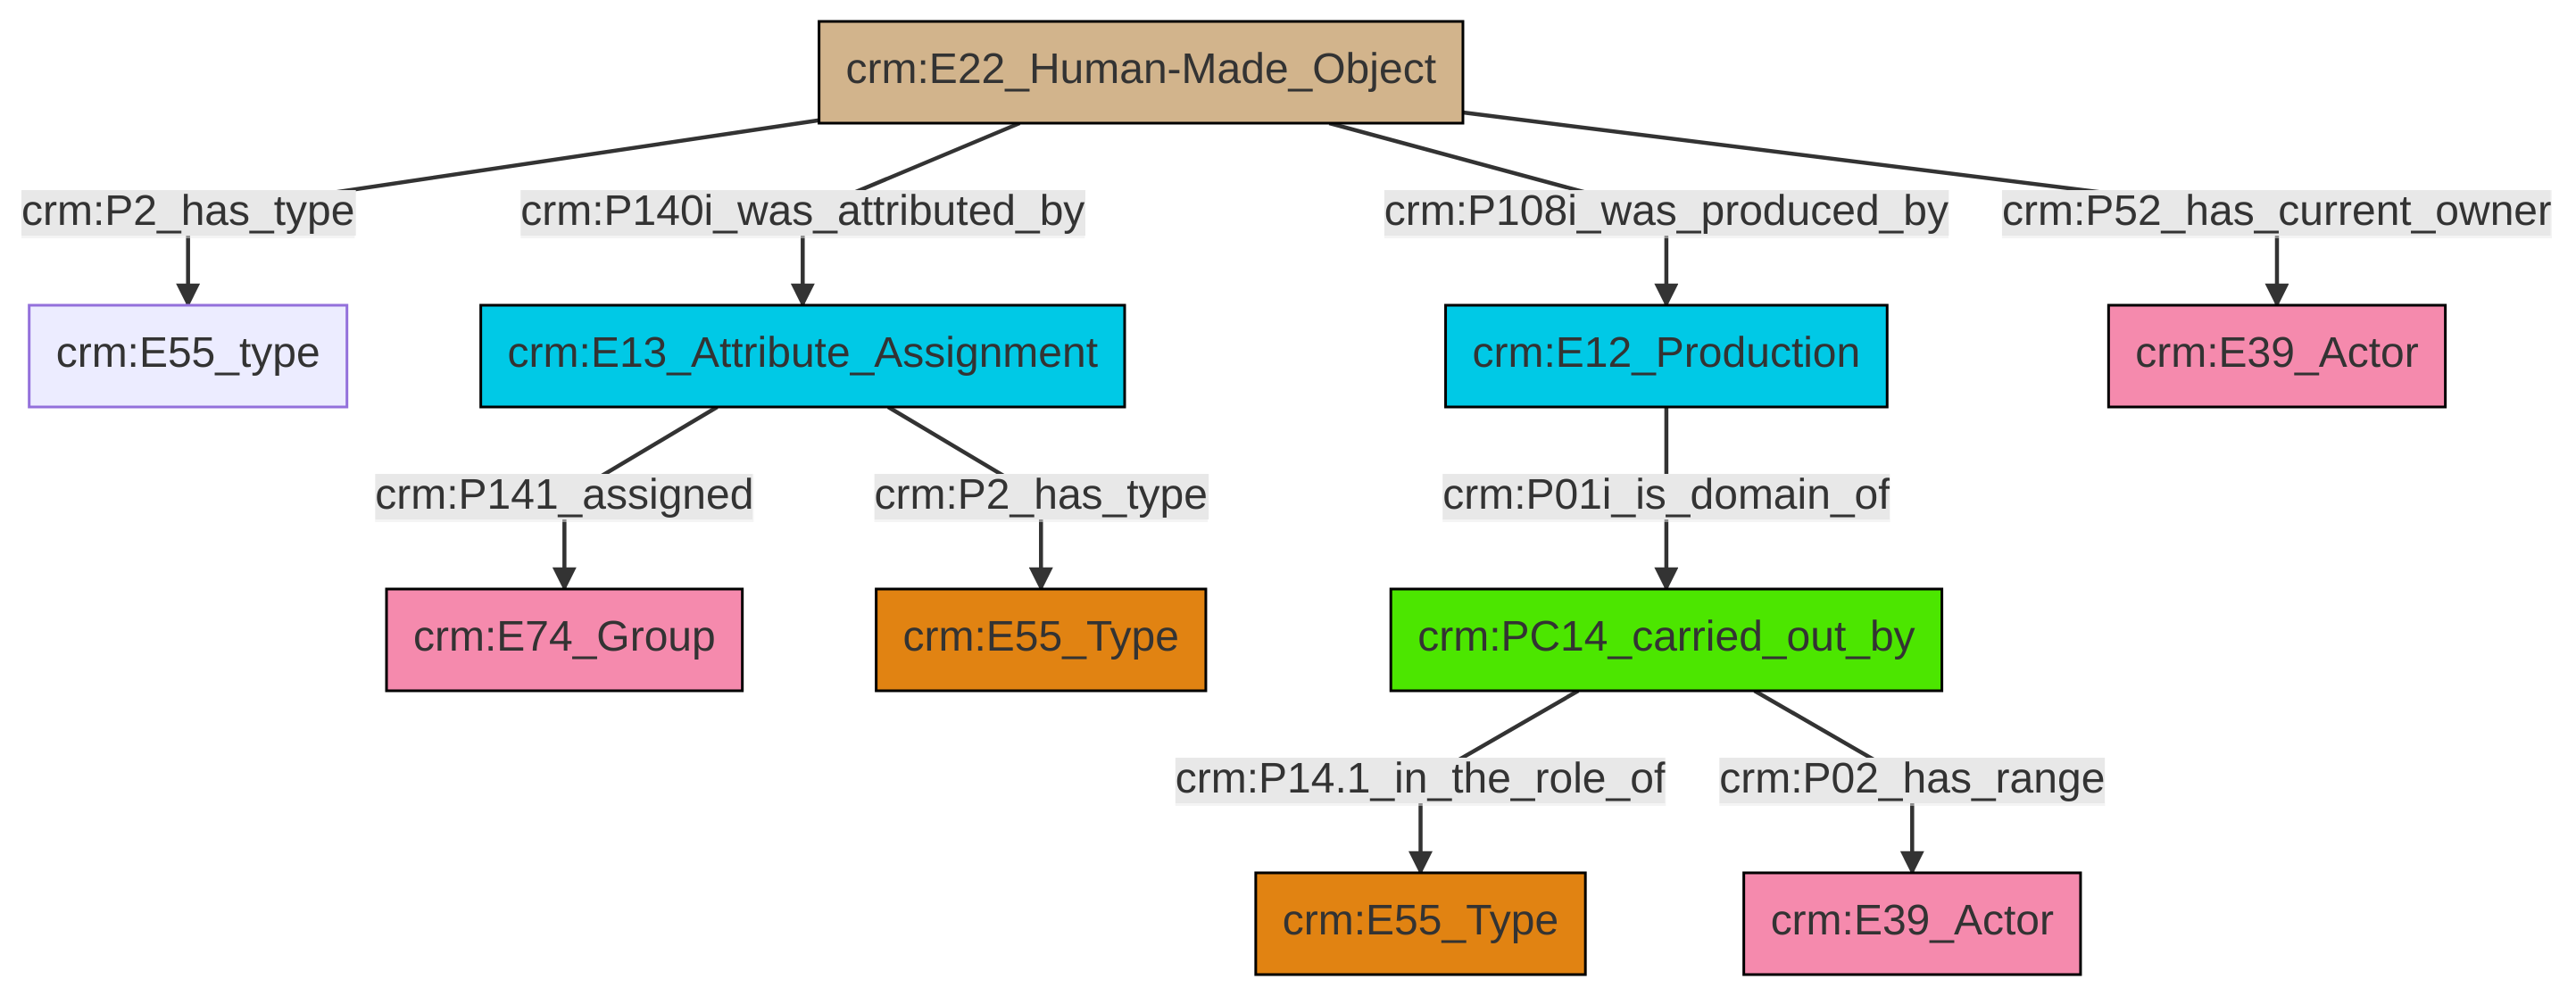 crm:E22_Human-Made_Object
crm:P2_has_type
crm:P140i_was_attributed_by
crm:P108i_was_produced_by
crm:P52_has_current_owner
crm:E55_type
crm:E13_Attribute_Assignment
crm:E12_Production
crm:E39_Actor
crm:P141_assigned
crm:P2_has_type
crm:P01i_is_domain_of
crm:E74_Group
crm:E55_Type
crm:PC14_carried_out_by
crm:P14.1_in_the_role_of
crm:P02_has_range
crm:E55_Type
crm:E39_Actor